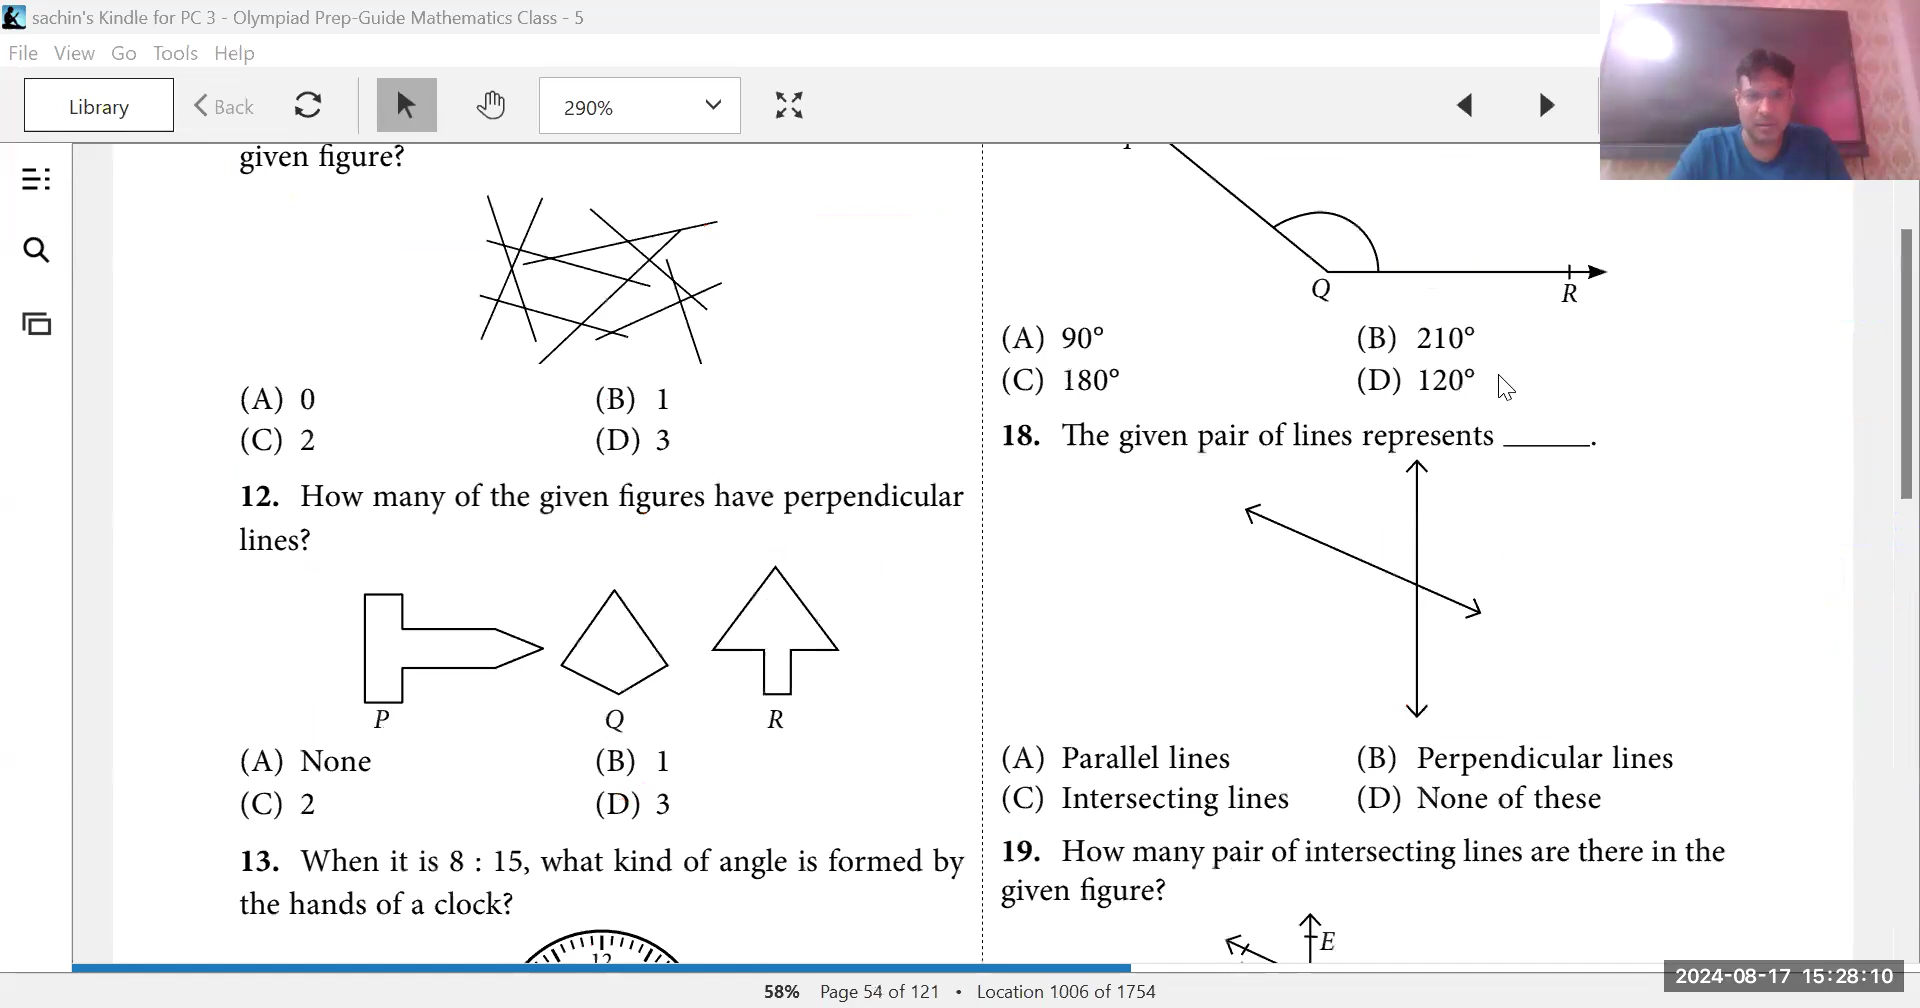 sachin's Kindle for PC 3 - Olympiad Prep-Guide Mathematics Class - 5
File View Go Tools Help
Library
Back
290%
given figure?
(A) 0 (B) 1
(C) 2 (D) 3
12. How many of the given figures have perpendicular
lines?
P Q R
(A) None (B) 1
(C) 2 (D) 3
13. When it is 8 : 15, what kind of angle is formed by
the hands of a clock?
12
Q R
(A) 90° (B) 210°
(C) 180° (D) 120°
18. The given pair of lines represents ______.
(A) Parallel lines (B) Perpendicular lines
(C) Intersecting lines (D) None of these
19. How many pair of intersecting lines are there in the
given figure?
E
58% Page 54 of 121 • Location 1006 of 1754
2024-08-17 15:28:10